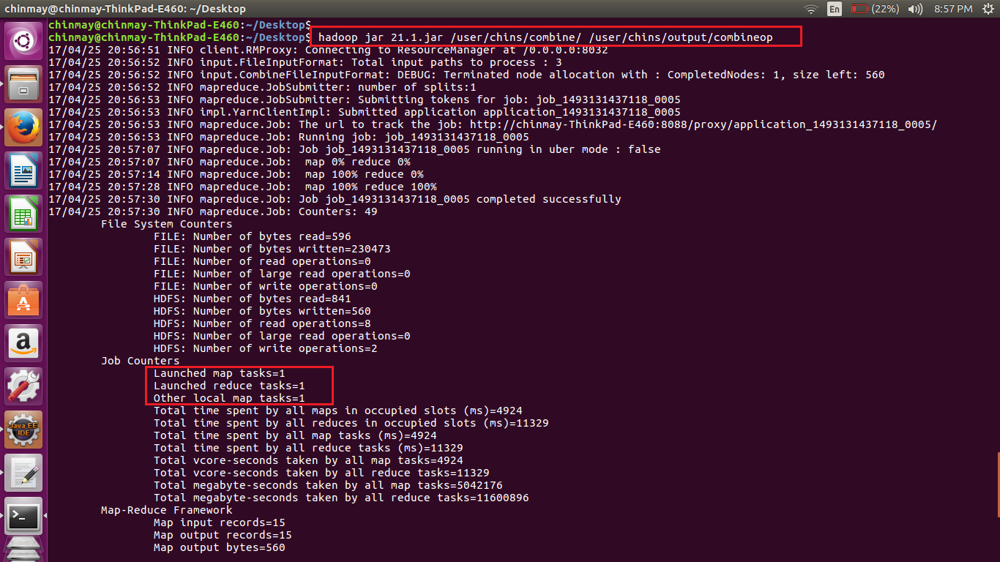 chinmay@chinmay-ThinkPad-E460: ~/Desktop
En
(22%)
8:57 PM
chinmay@chinmay-ThinkPad-E460:~/Desktop$
chinmay@chinmay-ThinkPad-E460:~/Desktop$ hadoop jar 21.1.jar /user/chins/combine/ /user/chins/output/combineop
17/04/25 20:56:51 INFO client.RMProxy: Connecting to ResourceManager at /0.0.0.0:8032
17/04/25 20:56:52 INFO input.FileInputFormat: Total input paths to process : 3
17/04/25 20:56:52 INFO input.CombineFileInputFormat: DEBUG: Terminated node allocation with : CompletedNodes: 1, size left: 560
17/04/25 20:56:52 INFO mapreduce.JobSubmitter: number of splits:1
17/04/25 20:56:53 INFO mapreduce.JobSubmitter: Submitting tokens for job: job_1493131437118_0005
17/04/25 20:56:53 INFO impl.YarnClientImpl: Submitted application application_1493131437118_0005
17/04/25 20:56:53 INFO mapreduce.Job: The url to track the job: http://chinmay-ThinkPad-E460:8088/proxy/application_1493131437118_0005/
17/04/25 20:56:53 INFO mapreduce.Job: Running job: job_1493131437118_0005
17/04/25 20:57:07 INFO mapreduce.Job: Job job_1493131437118_0005 running in uber mode : false
17/04/25 20:57:07 INFO mapreduce.Job:  map 0% reduce 0%
17/04/25 20:57:14 INFO mapreduce.Job:  map 100% reduce 0%
17/04/25 20:57:28 INFO mapreduce.Job:  map 100% reduce 100%
17/04/25 20:57:30 INFO mapreduce.Job: Job job_1493131437118_0005 completed successfully
17/04/25 20:57:30 INFO mapreduce.Job: Counters: 49
File System Counters
FILE: Number of bytes read=596
FILE: Number of bytes written=230473
FILE: Number of read operations=0
FILE: Number of large read operations=0
FILE: Number of write operations=0
HDFS: Number of bytes read=841
HDFS: Number of bytes written=560
HDFS: Number of read operations=8
HDFS: Number of large read operations=0
HDFS: Number of write operations=2
Job Counters
Launched map tasks=1
Launched reduce tasks=1
Other local map tasks=1
Total time spent by all maps in occupied slots (ms)=4924
Total time spent by all reduces in occupied slots (ms)=11329
Total time spent by all map tasks (ms)=4924
Total time spent by all reduce tasks (ms)=11329
Total vcore-seconds taken by all map tasks=4924
Total vcore-seconds taken by all reduce tasks=11329
Total megabyte-seconds taken by all map tasks=5042176
Total megabyte-seconds taken by all reduce tasks=11600896
Map-Reduce Framework
Map input records=15
Map output records=15
Map output bytes=560
a
Java EE
IDE
>_